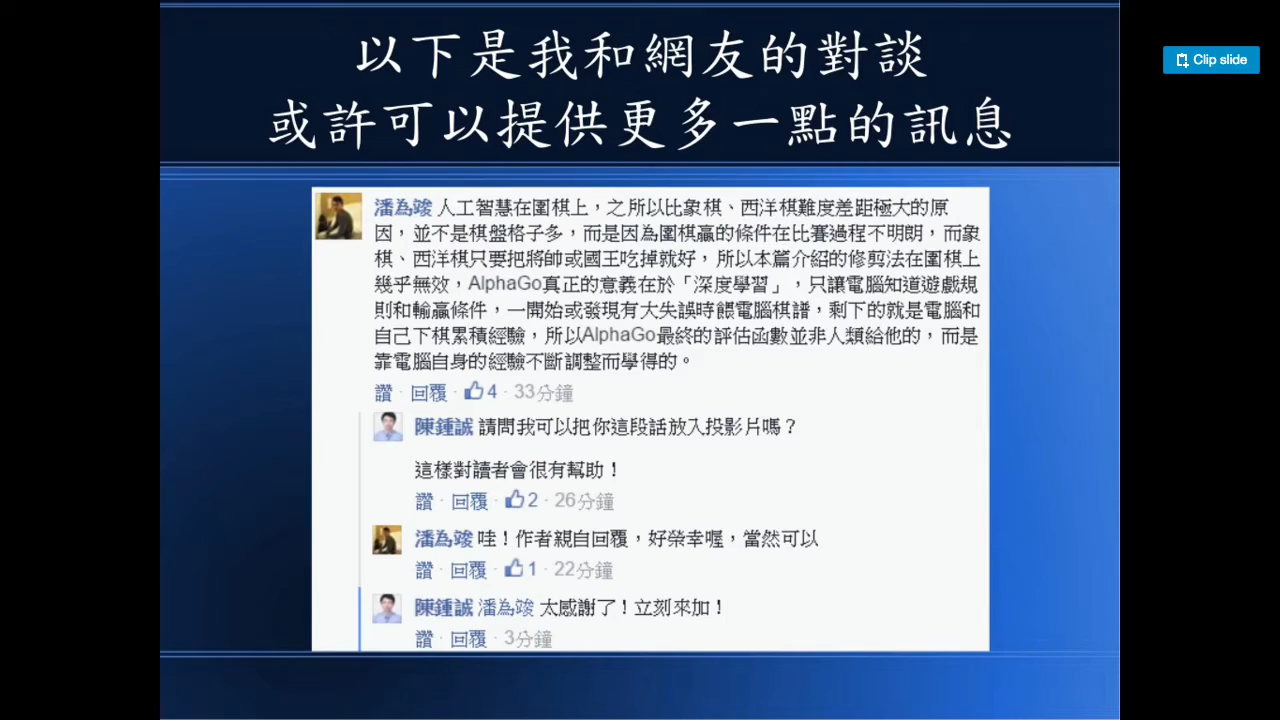 以下是我和網友的對談
或許可以提供更多一點的訊息
Clip slide
潘為竣 人工智慧在圍棋上，之所以比象棋、西洋棋難度差距極大的原
因，並不是棋盤格子多，而是因為圍棋贏的條件在比賽過程不明朗，而象
棋、西洋棋只要把將帥或國王吃掉就好，所以本篇介紹的修剪法在圍棋上
幾乎無效，AlphaGo真正的意義在於「深度學習」，只讓電腦知道遊戲規
則和輸贏條件，一開始或發現有大失誤時餵電腦棋譜，剩下的就是電腦和
自己下棋累積經驗，所以AlphaGo最終的評估函數並非人類給他的，而是
靠電腦自身的經驗不斷調整而學得的。
讚 · 回覆 · 4 · 33分鐘
陳鍾誠 請問我可以把你這段話放入投影片嗎？
這樣對讀者會很有幫助！
讚 · 回覆 · 2 · 26分鐘
潘為竣 哇！作者親自回覆，好榮幸喔，當然可以
讚 · 回覆 · 1 · 22分鐘
陳鍾誠 潘為竣 太感謝了！立刻來加！
讚 · 回覆 · 3分鐘